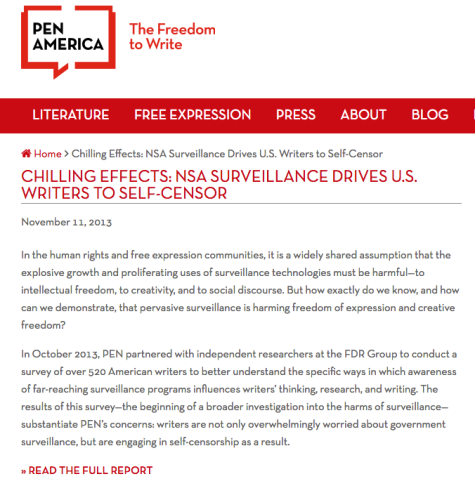 PEN
AMERICA
The Freedom
to Write
LITERATURE FREE EXPRESSION PRESS ABOUT BLOG
Home > Chilling Effects: NSA Surveillance Drives U.S. Writers to Self-Censor
CHILLING EFFECTS: NSA SURVEILLANCE DRIVES U.S.
WRITERS TO SELF-CENSOR
November 11, 2013
In the human rights and free expression communities, it is a widely shared assumption that the
explosive growth and proliferating uses of surveillance technologies must be harmful—to
intellectual freedom, to creativity, and to social discourse. But how exactly do we know, and how
can we demonstrate, that pervasive surveillance is harming freedom of expression and creative
freedom?
In October 2013, PEN partnered with independent researchers at the FDR Group to conduct a
survey of over 520 American writers to better understand the specific ways in which awareness
of far-reaching surveillance programs influences writers' thinking, research, and writing. The
results of this survey—the beginning of a broader investigation into the harms of surveillance—
substantiate PEN's concerns: writers are not only overwhelmingly worried about government
surveillance, but are engaging in self-censorship as a result.
» READ THE FULL REPORT